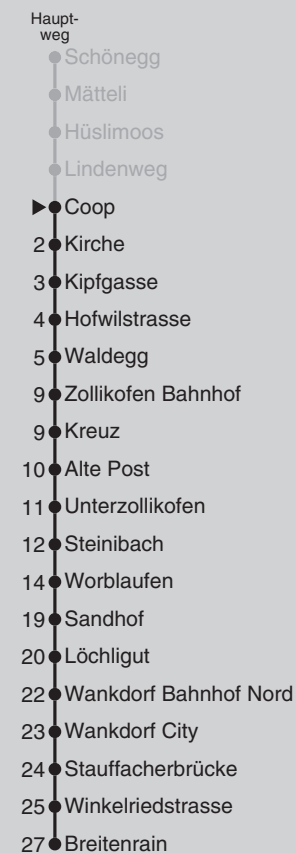 Haupt-
weg
Schönegg
Mätteli
Hüslimoos
Lindenweg
Coop
2 Kirche
3 Kipfgasse
4 Hofwilstrasse
5 Waldegg
9 Zollikofen Bahnhof
9 Kreuz
10 Alte Post
11 Unterzollikofen
12 Steinibach
14 Worblaufen
19 Sandhof
20 Löchligut
22 Wankdorf Bahnhof Nord
23 Wankdorf City
24 Stauffacherbrücke
25 Winkelriedstrasse
27 Breitenrain